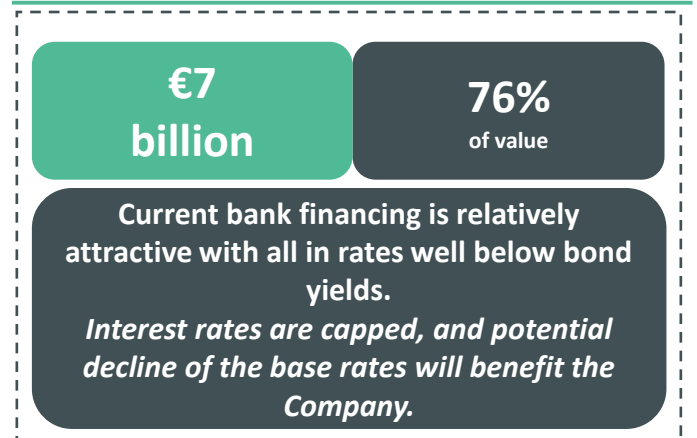 €7
billion
76%
of value
Current bank financing is relatively
attractive with all in rates well below bond
yields.
Interest rates are capped, and potential
decline of the base rates will benefit the
Company.